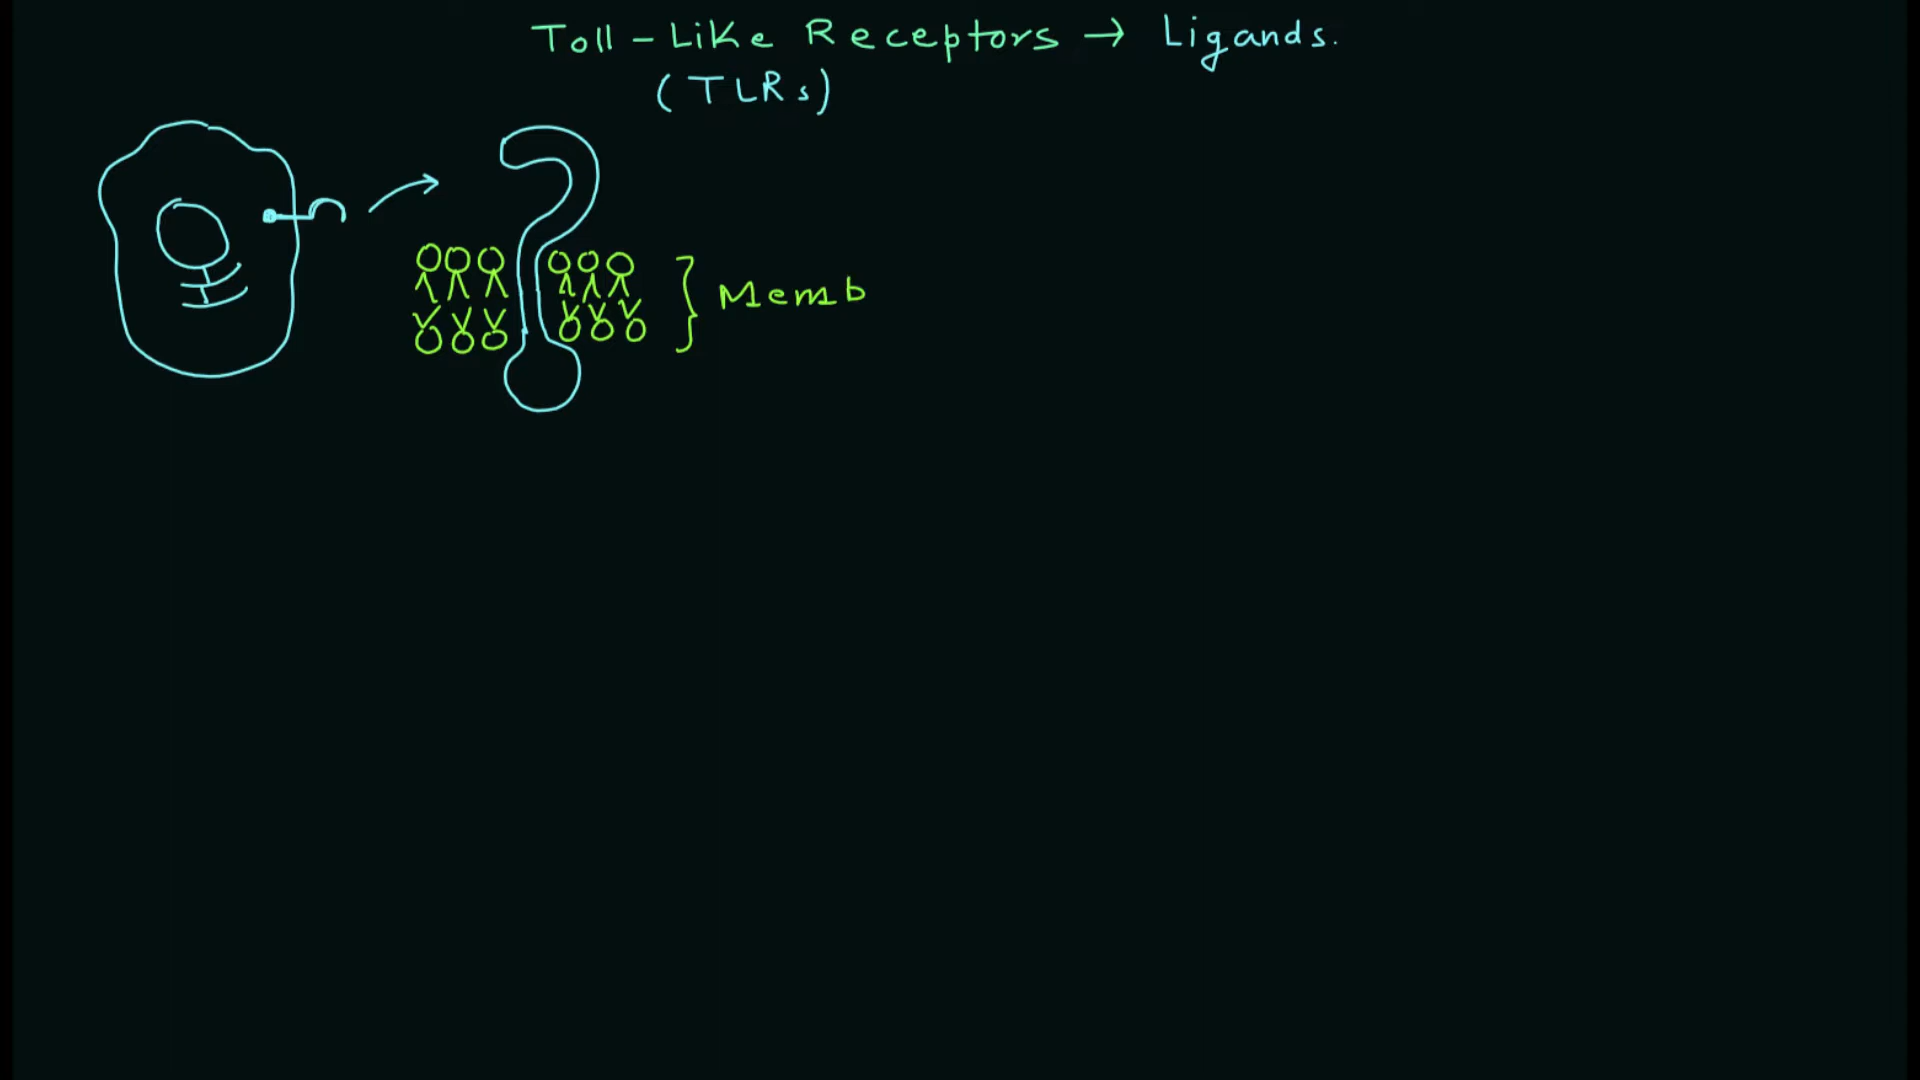 Toll-Like Receptors → Ligands.
(TLRs)
Memb